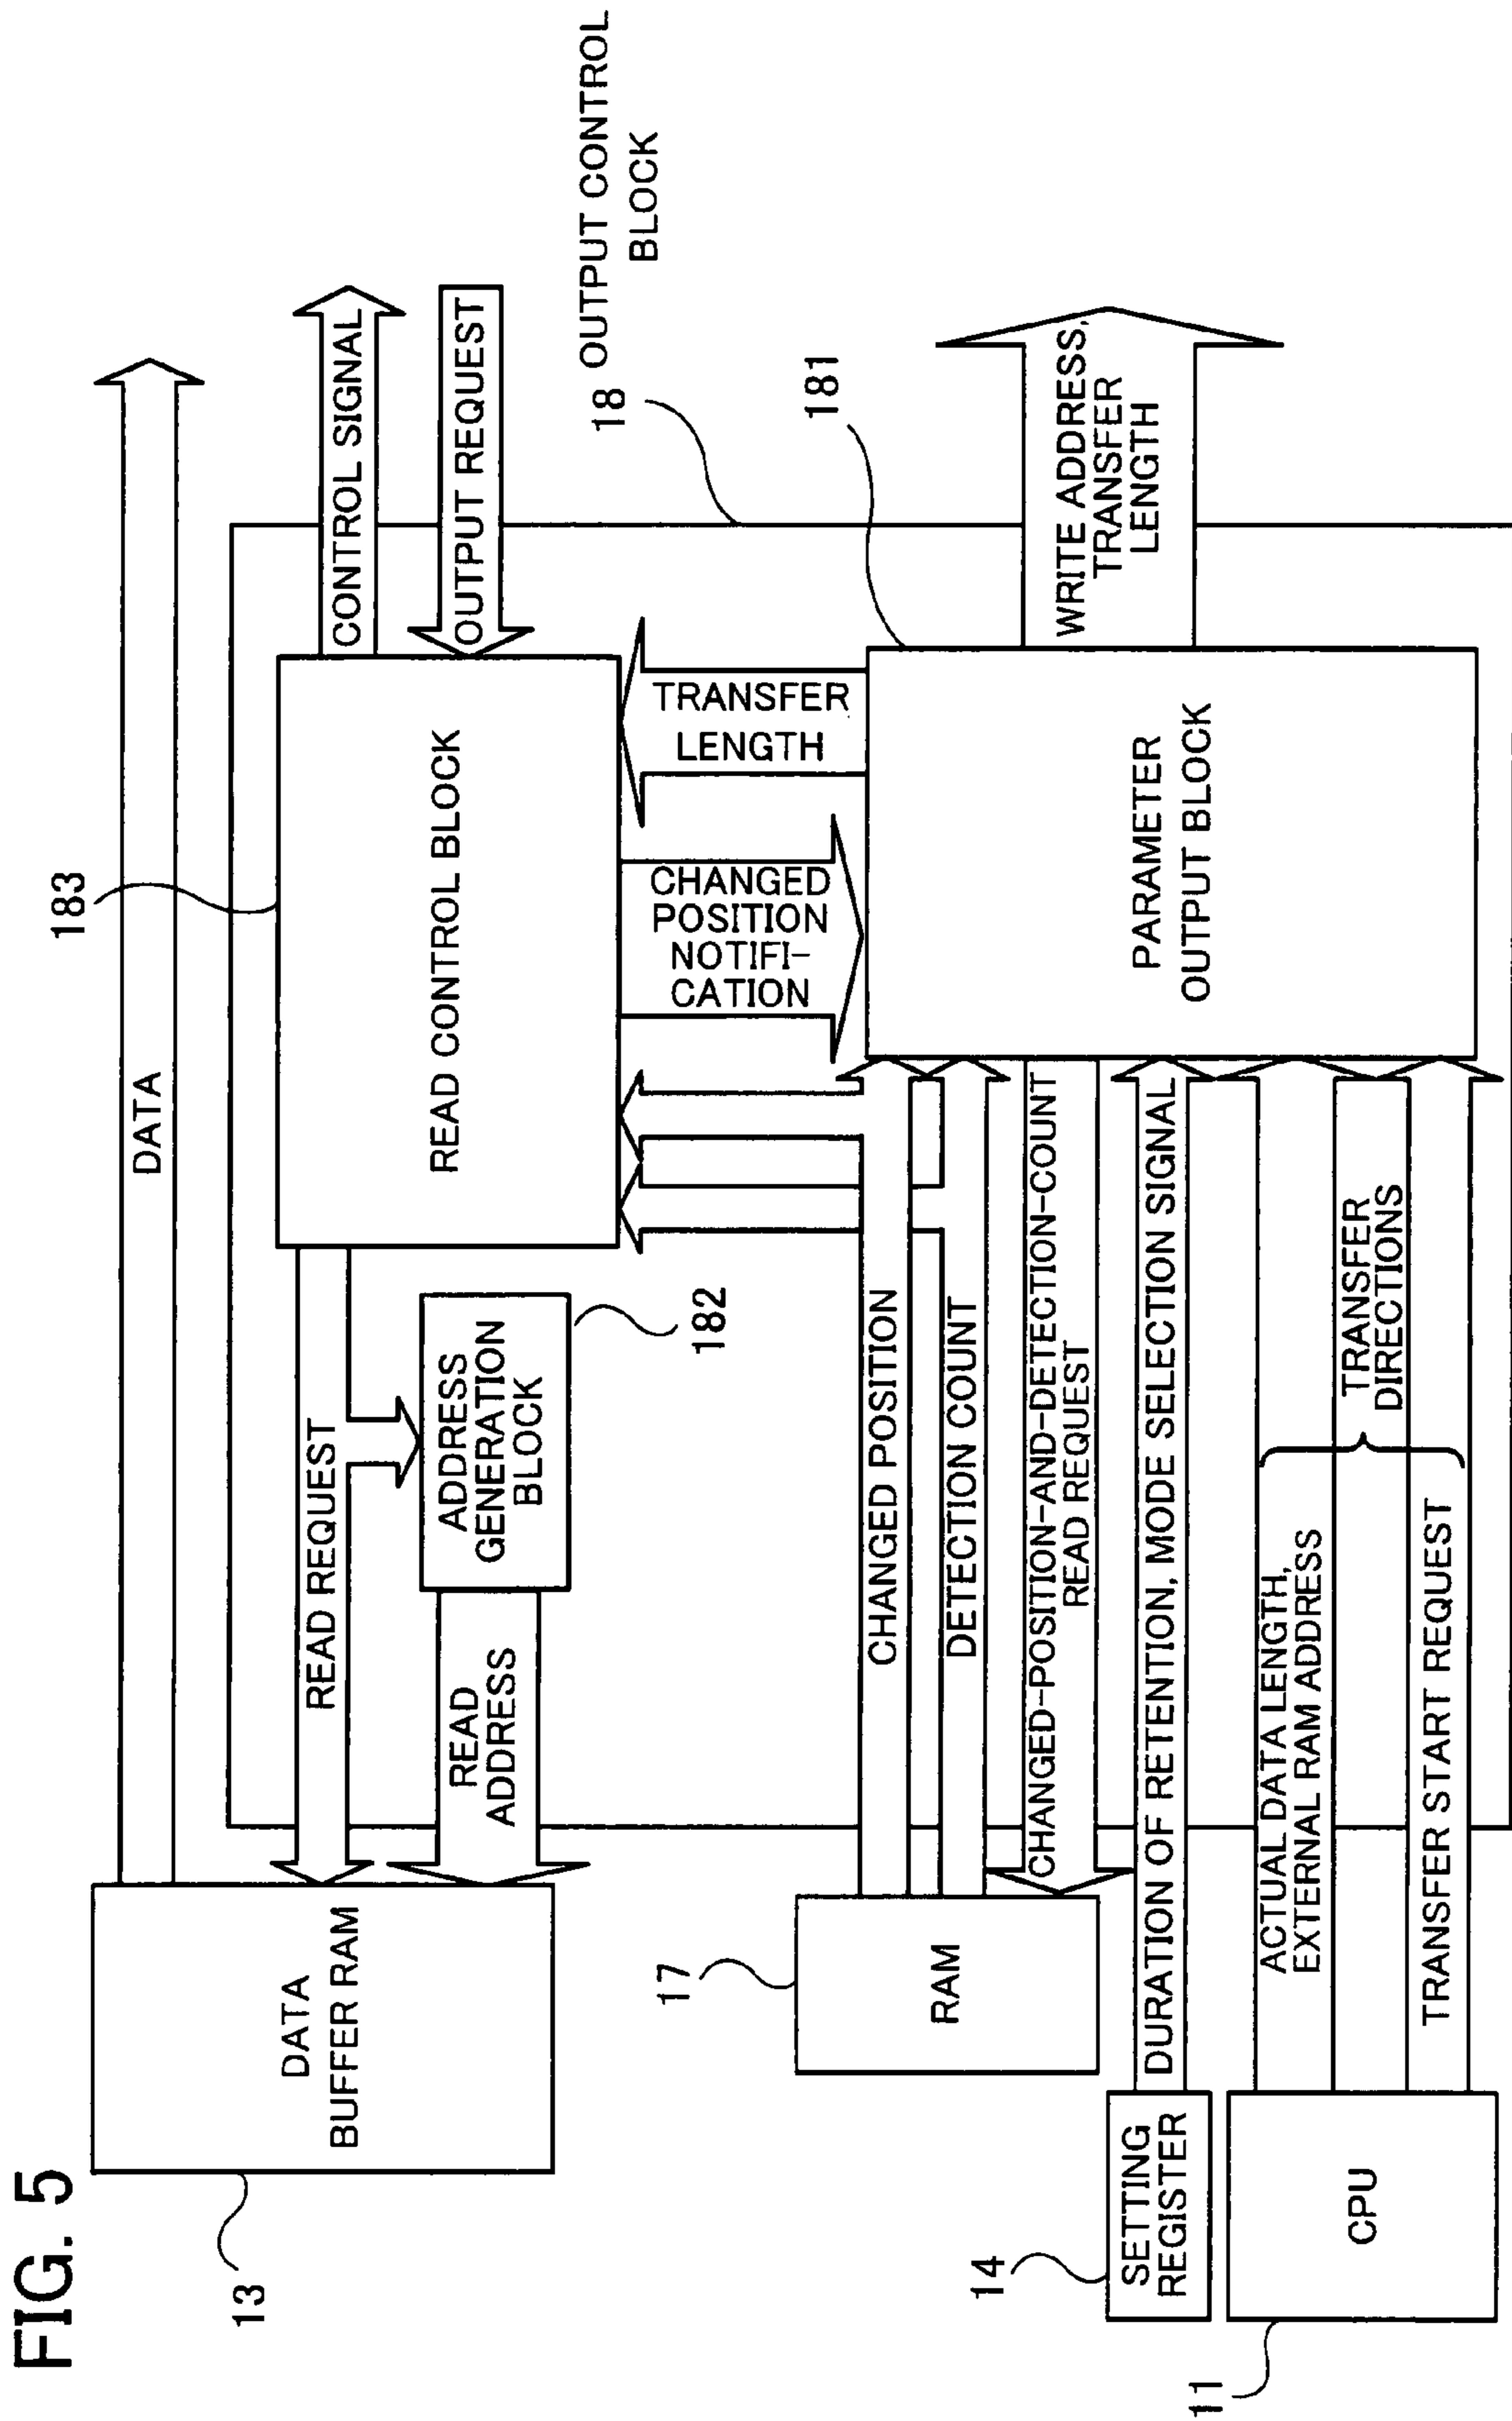 FIG. 5
13
DATA
BUFFER RAM
DATA
183
READ REQUEST
READ CONTROL BLOCK
CONTROL SIGNAL
OUTPUT REQUEST
18
OUTPUT CONTROL
BLOCK
READ
ADDRESS
ADDRESS
GENERATION
BLOCK
182
CHANGED
POSITION
NOTIFI-
CATION
TRANSFER
LENGTH
181
17
RAM
CHANGED POSITION
DETECTION COUNT
CHANGED-POSITION-AND-DETECTION-COUNT
READ REQUEST
PARAMETER
OUTPUT BLOCK
WRITE ADDRESS,
TRANSFER
LENGTH
14
SETTING
REGISTER
DURATION OF RETENTION, MODE SELECTION SIGNAL
11
CPU
ACTUAL DATA LENGTH,
EXTERNAL RAM ADDRESS
TRANSFER
DIRECTIONS
TRANSFER START REQUEST